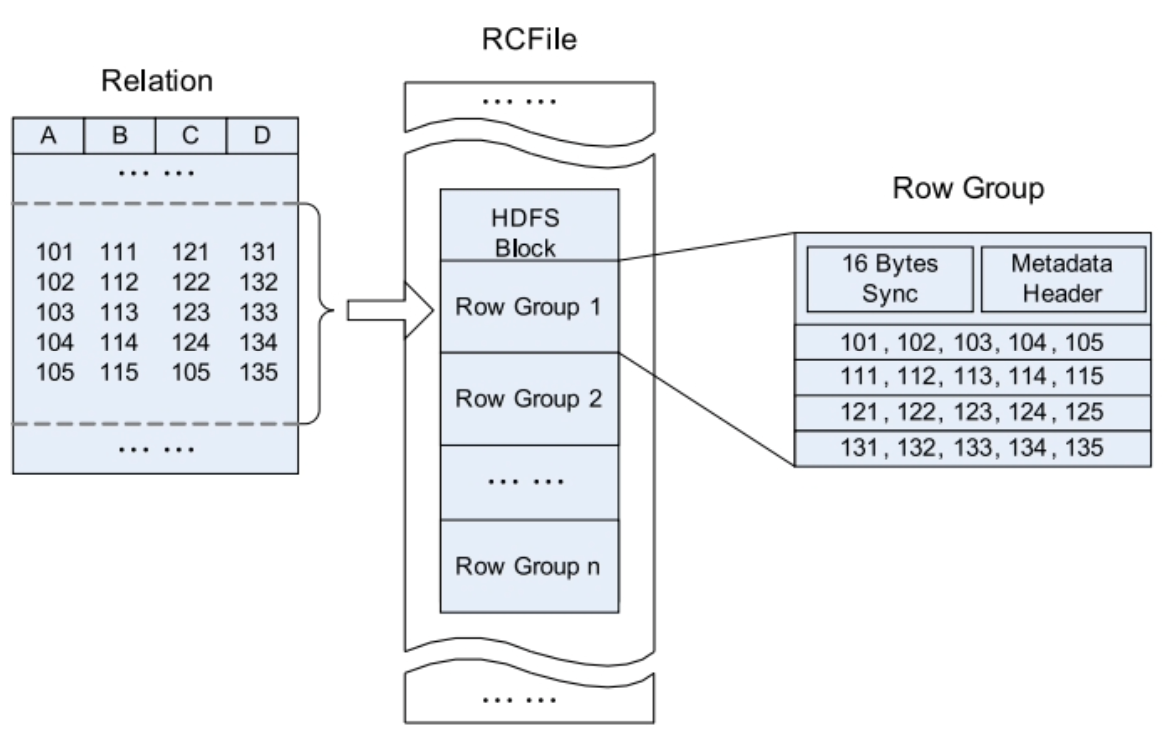 RCFile
Relation
A B C D
... ...
101 111 121 131
102 112 122 132
103 113 123 133
104 114 124 134
105 115 105 135
... ...
... ...
HDFS
Block
Row Group 1
Row Group 2
... ...
Row Group n
... ...
Row Group
16 Bytes
Sync
Metadata
Header
101, 102, 103, 104, 105
111, 112, 113, 114, 115
121, 122, 123, 124, 125
131, 132, 133, 134, 135